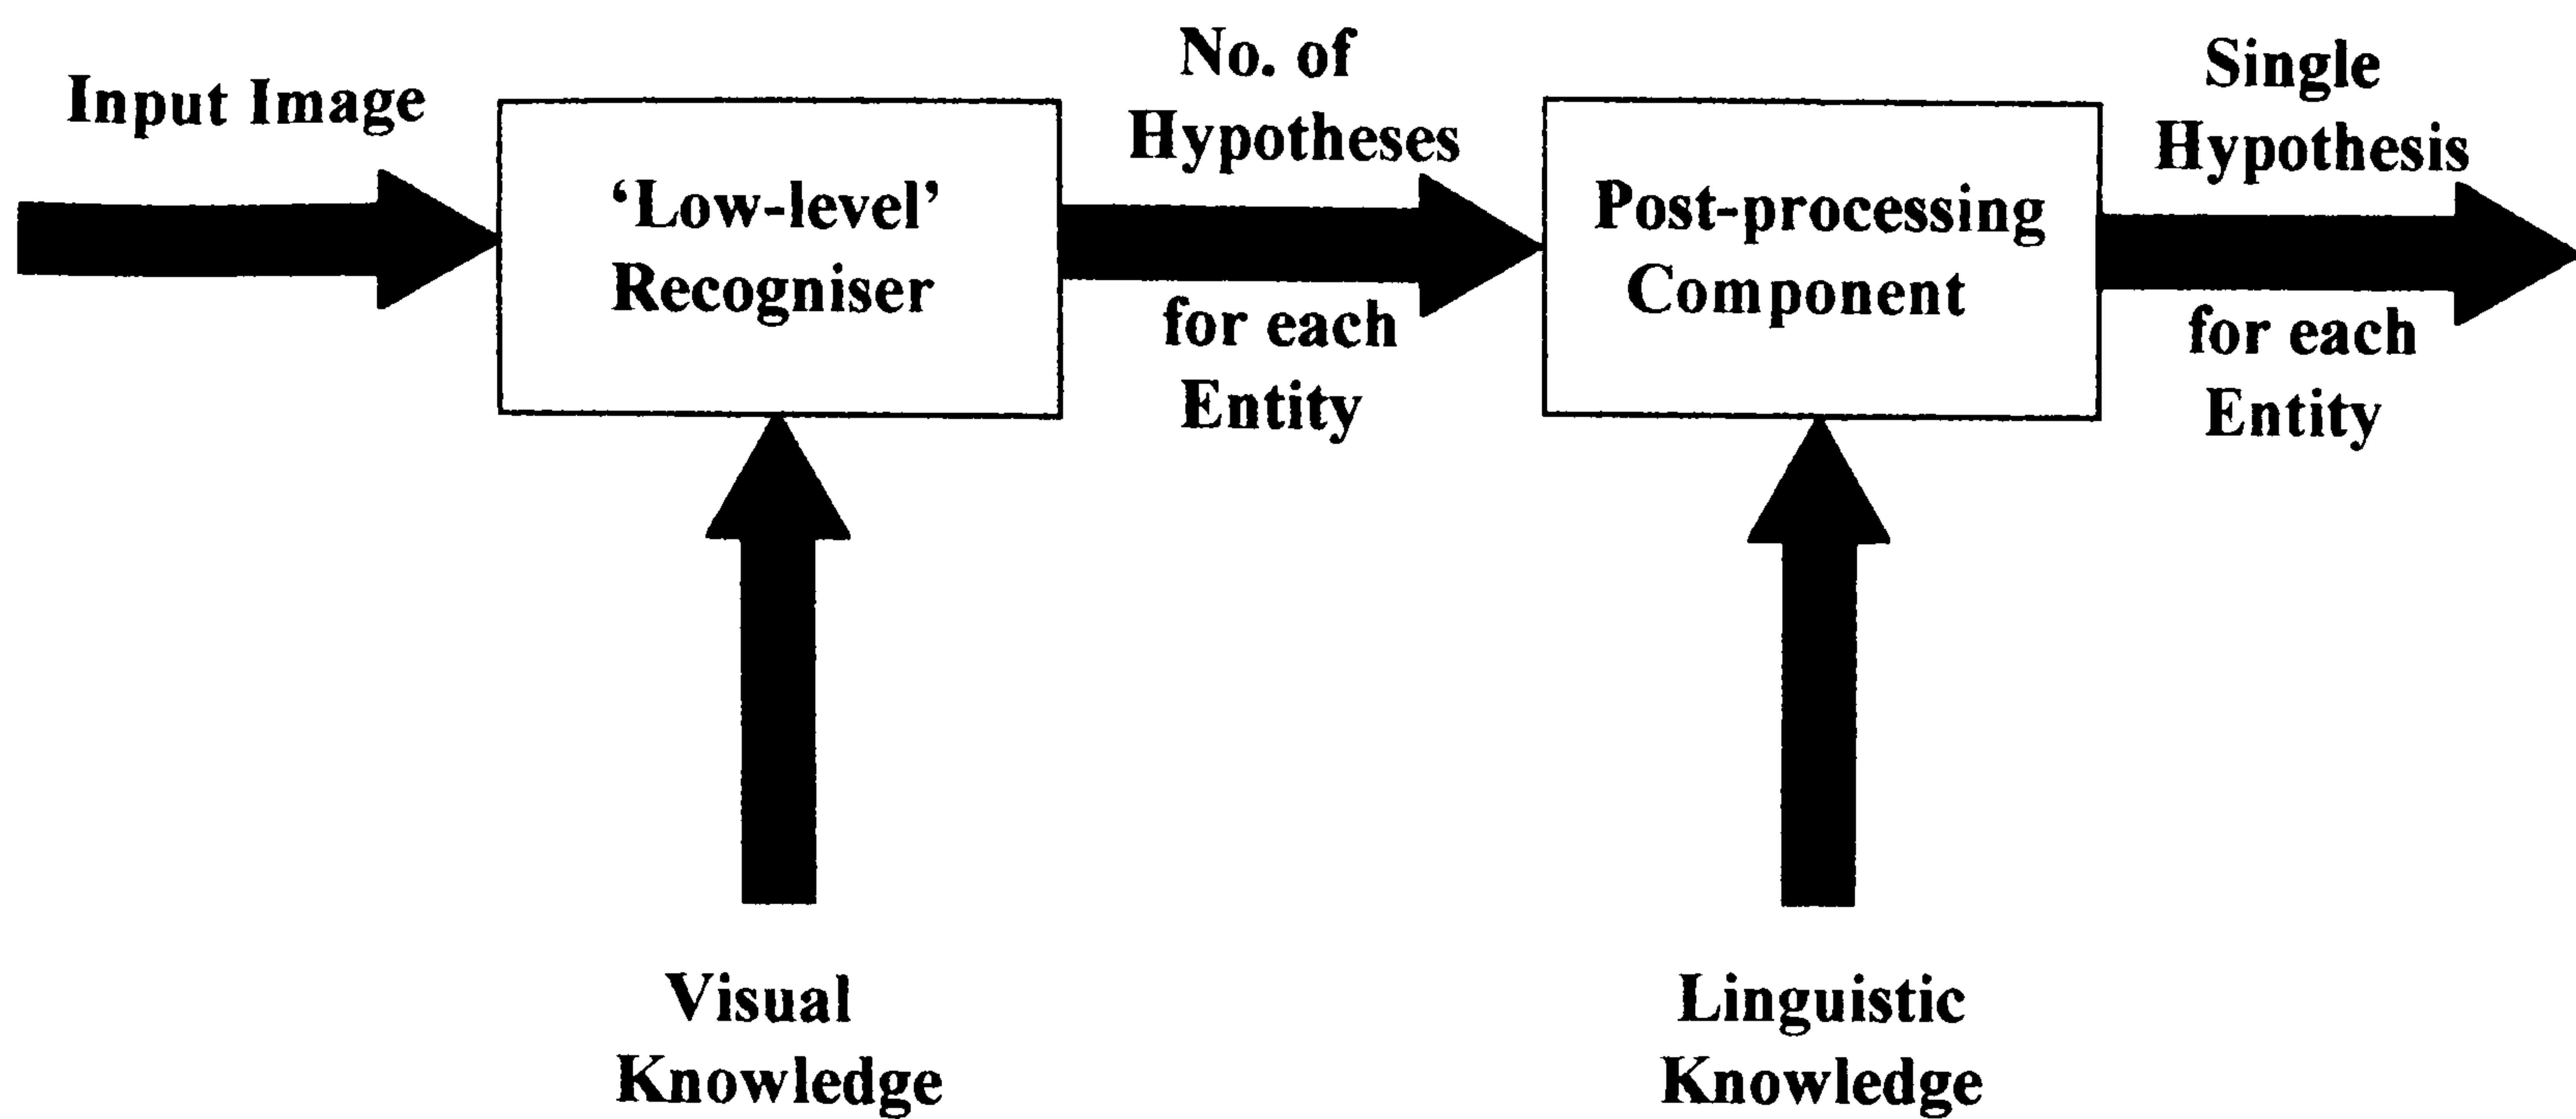 Input Image
‘Low-level’
Recogniser
No. of
Hypotheses
for each
Entity
Post-processing
Component
Single
Hypothesis
for each
Entity
Visual
Knowledge
Linguistic
Knowledge